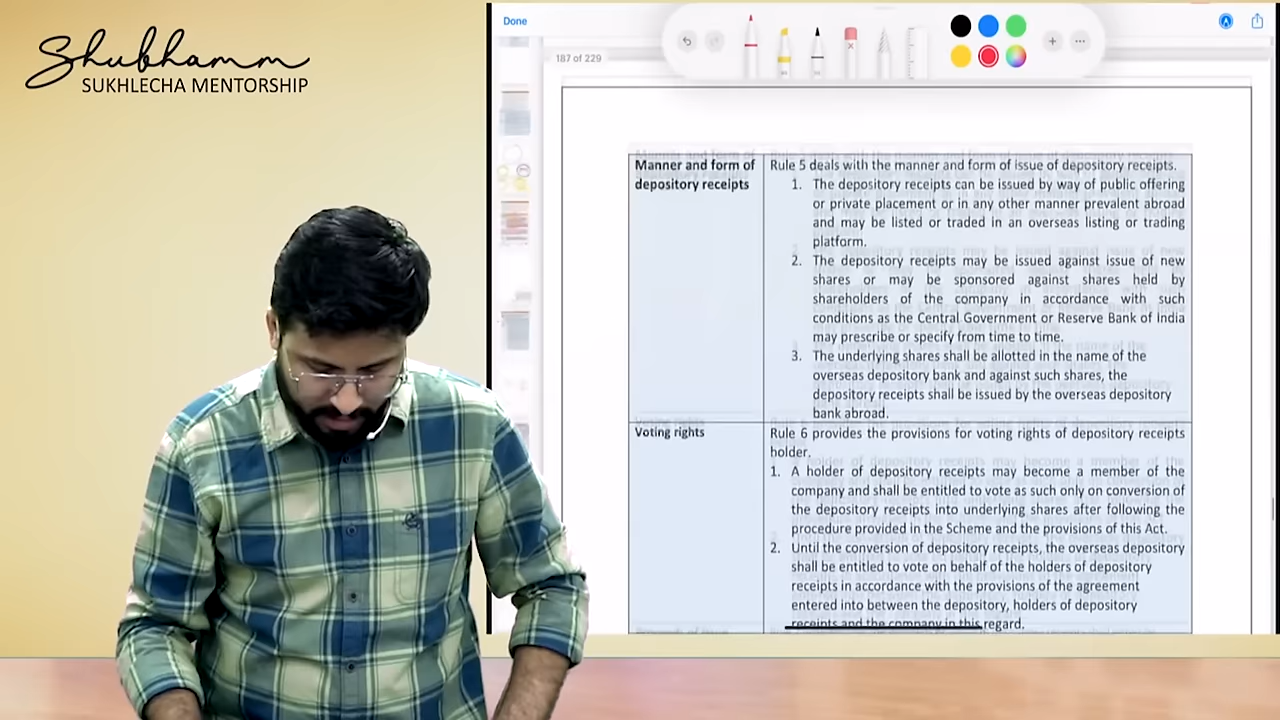 Shubhamm
SUKHLECHA MENTORSHIP
Done
187 of 229
Manner and form of
depository receipts
Rule 5 deals with the manner and form of issue of depository receipts.
1. The depository receipts can be issued by way of public offering
or private placement or in any other manner prevalent abroad
and may be listed or traded in an overseas listing or trading
platform.
2. The depository receipts may be issued against issue of new
shares or may be sponsored against shares held by
shareholders of the company in accordance with such
conditions as the Central Government or Reserve Bank of India
may prescribe or specify from time to time.
3. The underlying shares shall be allotted in the name of the
overseas depository bank and against such shares, the
depository receipts shall be issued by the overseas depository
bank abroad.
Voting rights
Rule 6 provides the provisions for voting rights of depository receipts
holder.
1. A holder of depository receipts may become a member of the
company and shall be entitled to vote as such only on conversion of
the depository receipts into underlying shares after following the
procedure provided in the Scheme and the provisions of this Act.
2. Until the conversion of depository receipts, the overseas depository
shall be entitled to vote on behalf of the holders of depository
receipts in accordance with the provisions of the agreement
entered into between the depository, holders of depository
receipts and the company in this regard.